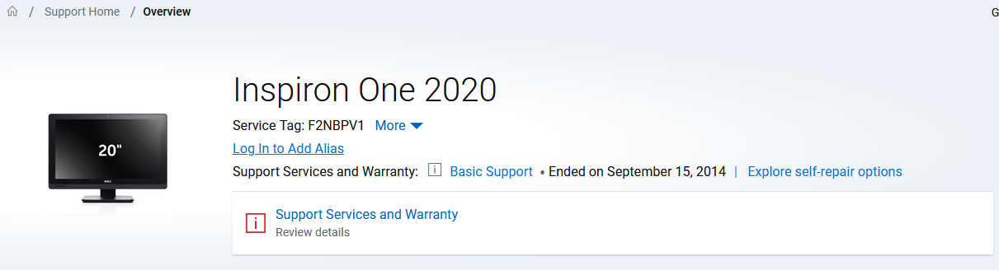 / Support Home / Overview
G
Inspiron One 2020
20"
DELL
Service Tag: F2NBPV1 More
Log In to Add Alias
Support Services and Warranty: Basic Support • Ended on September 15, 2014 | Explore self-repair options
Support Services and Warranty
Review details